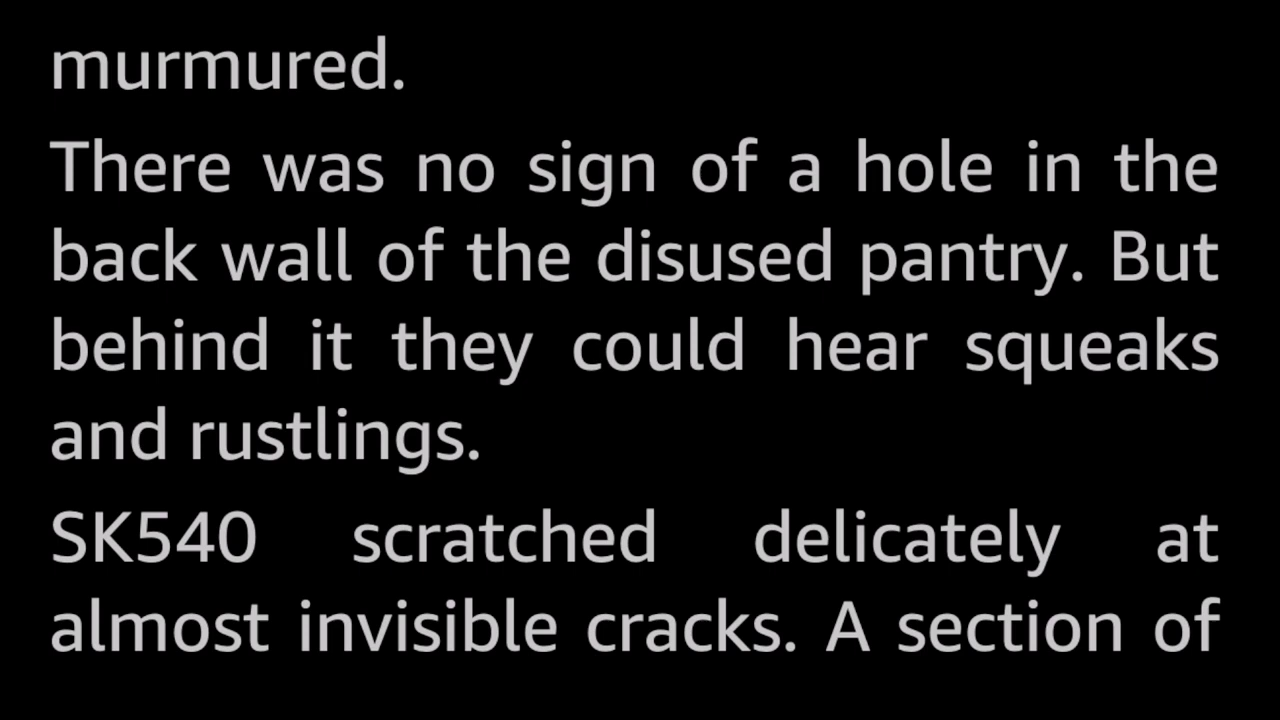 murmured.
There was no sign of a hole in the
back wall of the disused pantry. But
behind it they could hear squeaks
and rustlings.
SK540 scratched delicately at
almost invisible cracks. A section of